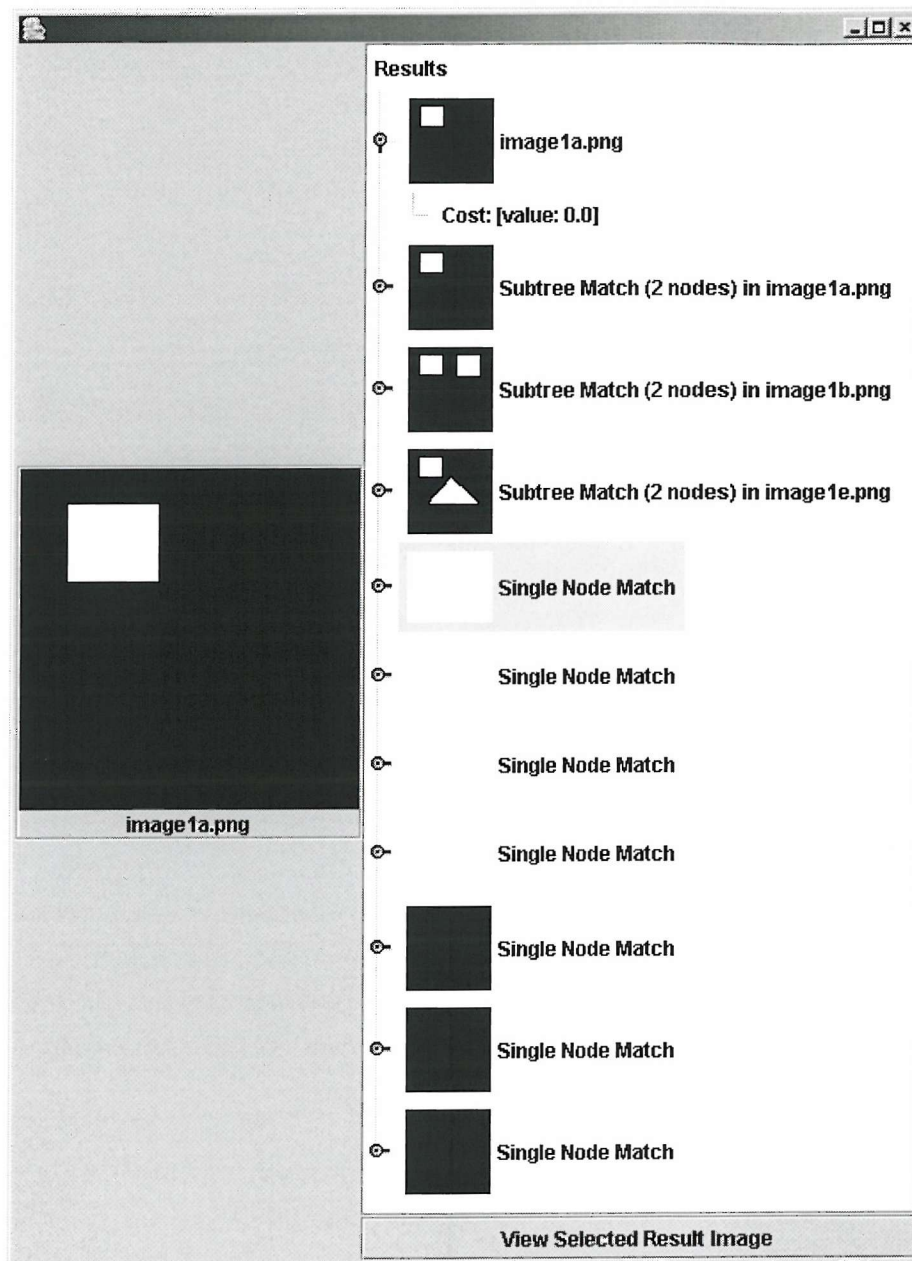 Results
image1a.png
Cost: [value: 0.0]
Subtree Match (2 nodes) in image1a.png
Subtree Match (2 nodes) in image1b.png
Subtree Match (2 nodes) in image1e.png
Single Node Match
Single Node Match
Single Node Match
Single Node Match
Single Node Match
Single Node Match
Single Node Match
image1a.png
View Selected Result Image